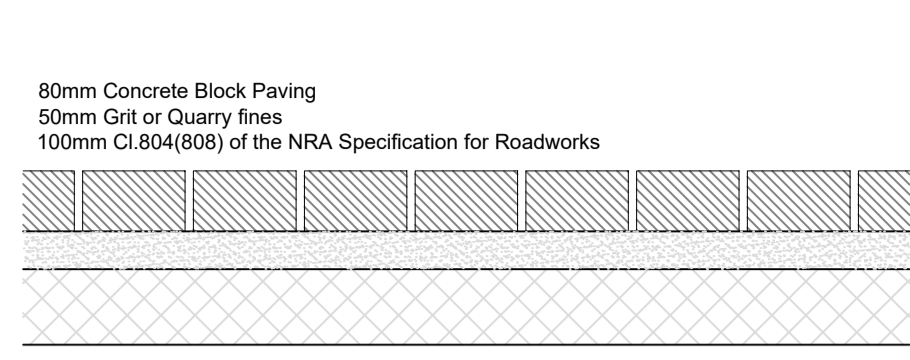 80mm Concrete Block Paving
50mm Grit or Quarry fines
100mm Cl.804(808) of the NRA Specification for Roadworks